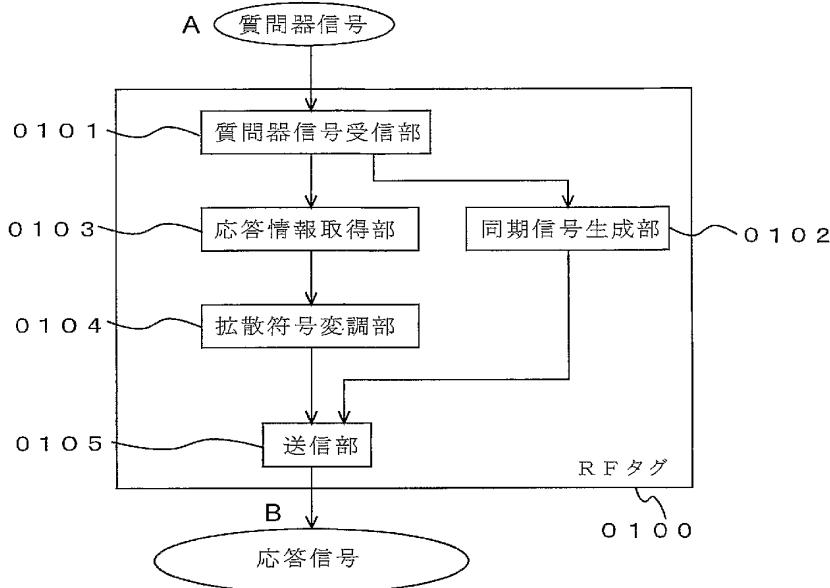 A
質問器信号
0101
質問器信号受信部
0103
応答情報取得部
同期信号生成部
0102
0104
拡散符号変調部
0105
送信部
RFタグ
0100
B
応答信号